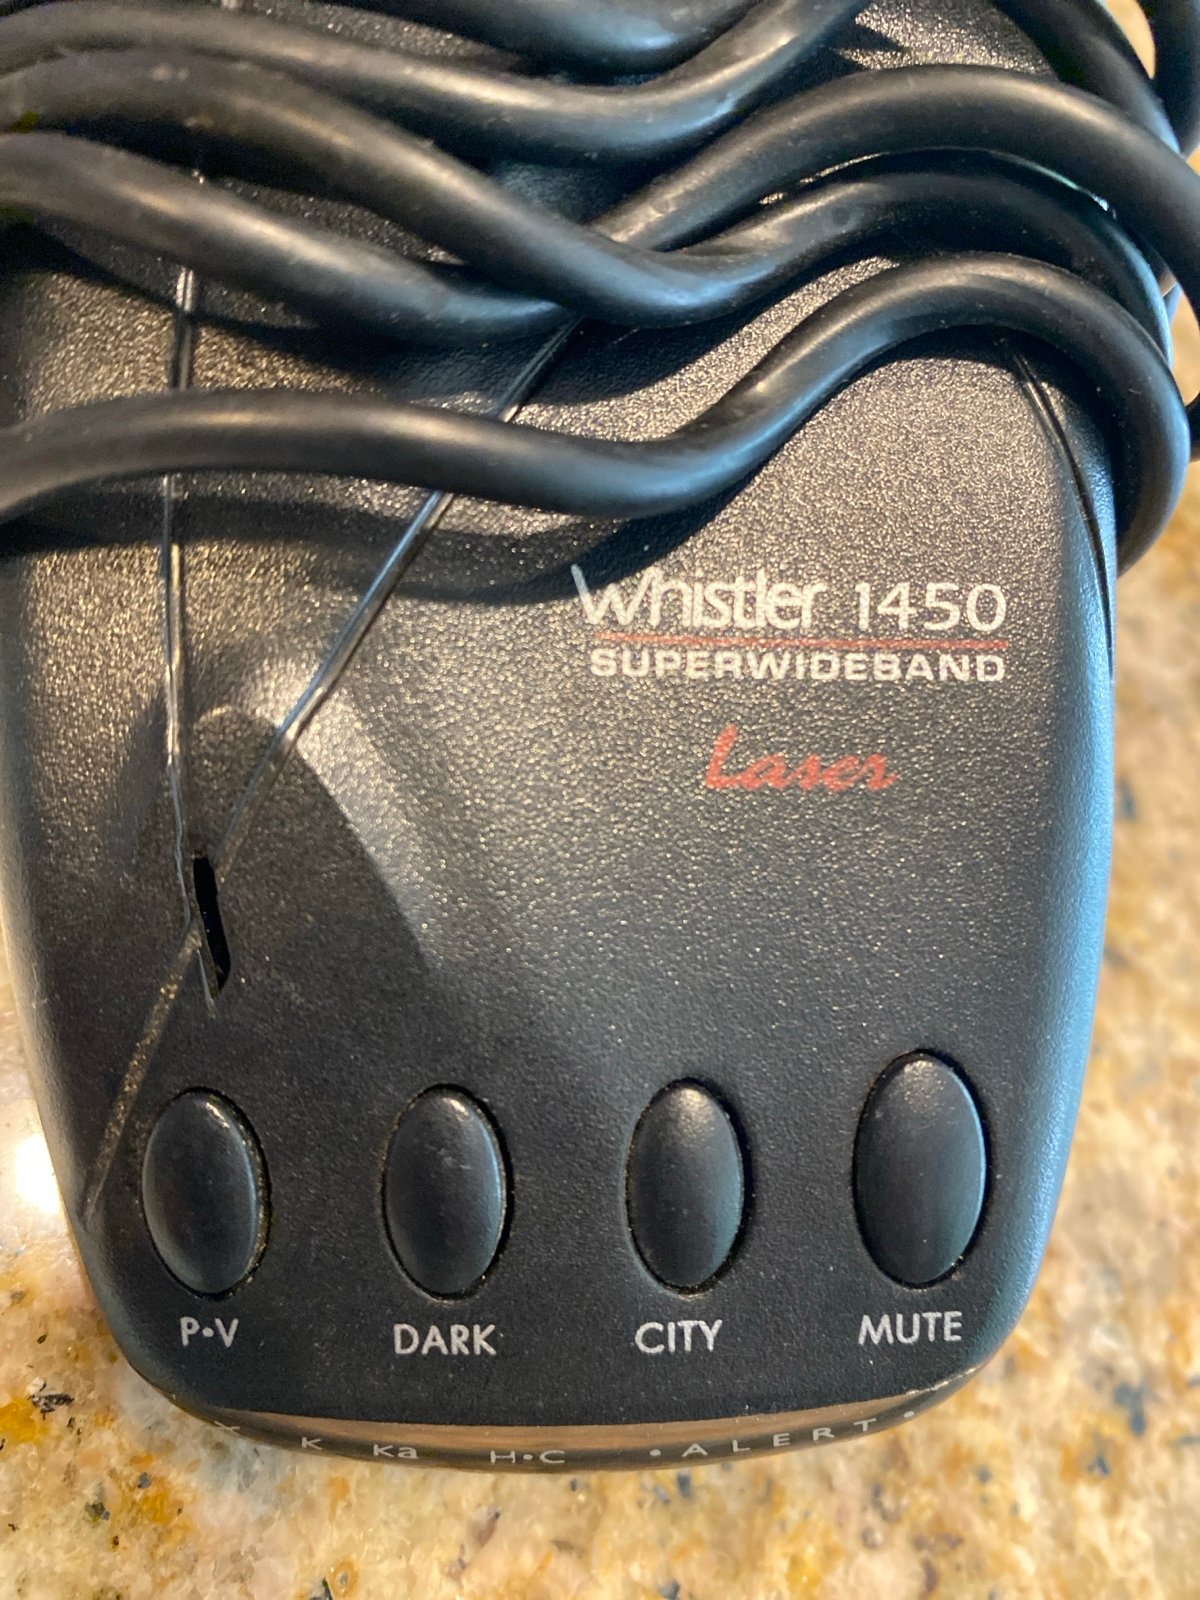 Whistler 1450
SUPERWIDEBAND
Laser
P•V DARK CITY MUTE
X K Ka H•C •ALERT•